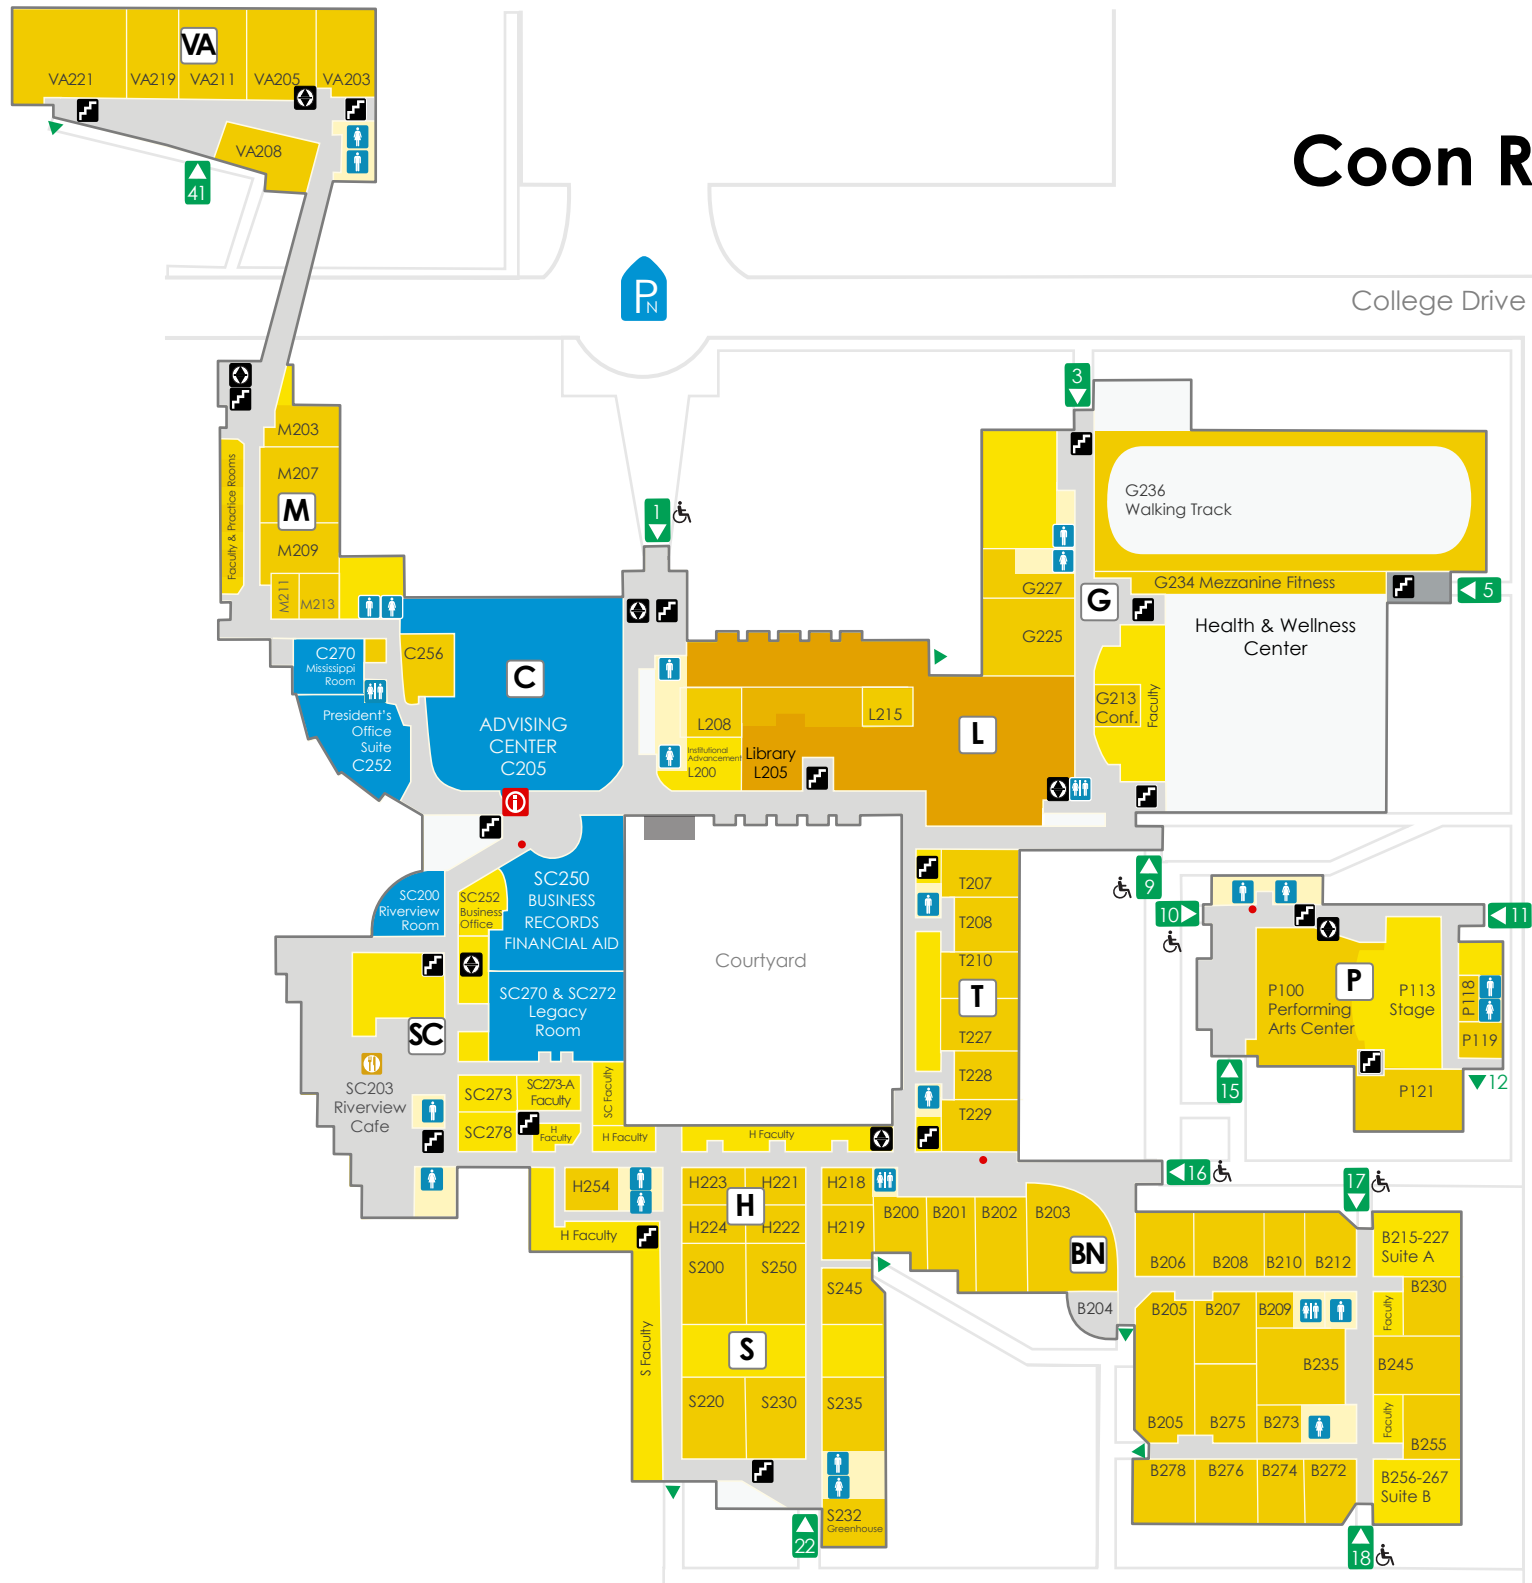 VA
VA221
VA219
VA211
VA205
VA203
VA208
41
Coon R
P
N
College Drive
3
M203
Faculty & Practice Rooms
M207
M
M209
M211
M213
1
G236
Walking Track
G234 Mezzanine Fitness
5
G227
G
G225
Health & Wellness
Center
C270
Mississippi
Room
C256
C
President's
Office
Suite
C252
ADVISING
CENTER
C205
L208
L215
Institutional
Advancement
L200
Library
L205
L
G213
Conf.
Faculty
SC200
Riverview
Room
SC252
Business
Office
SC250
BUSINESS
RECORDS
FINANCIAL AID
SC270 & SC272
Legacy
Room
Courtyard
T207
T208
T210
T
T227
T228
T229
9
10
11
P
P100
Performing
Arts Center
P113
Stage
P118
P119
12
15
P121
SC
SC203
Riverview
Cafe
SC273
SC273-A
Faculty
SC Faculty
SC278
H
Faculty
H Faculty
H Faculty
16
17
H254
H223
H221
H218
H
H224
H222
H219
H Faculty
B200
B201
B202
B203
BN
B204
B206
B208
B210
B212
B215-227
Suite A
S200
S250
S245
S Faculty
S
B205
B207
B209
Faculty
B230
B235
B245
S220
S230
S235
B205
B275
B273
Faculty
B255
B278
B276
B274
B272
B256-267
Suite B
S232
Greenhouse
22
18